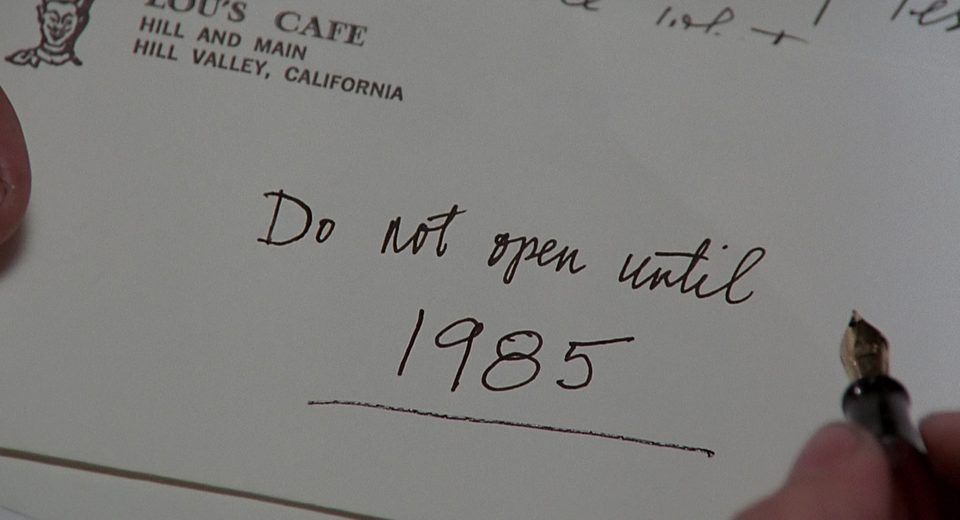 LOU'S CAFE
HILL AND MAIN
HILL VALLEY, CALIFORNIA
Do not open until
1985